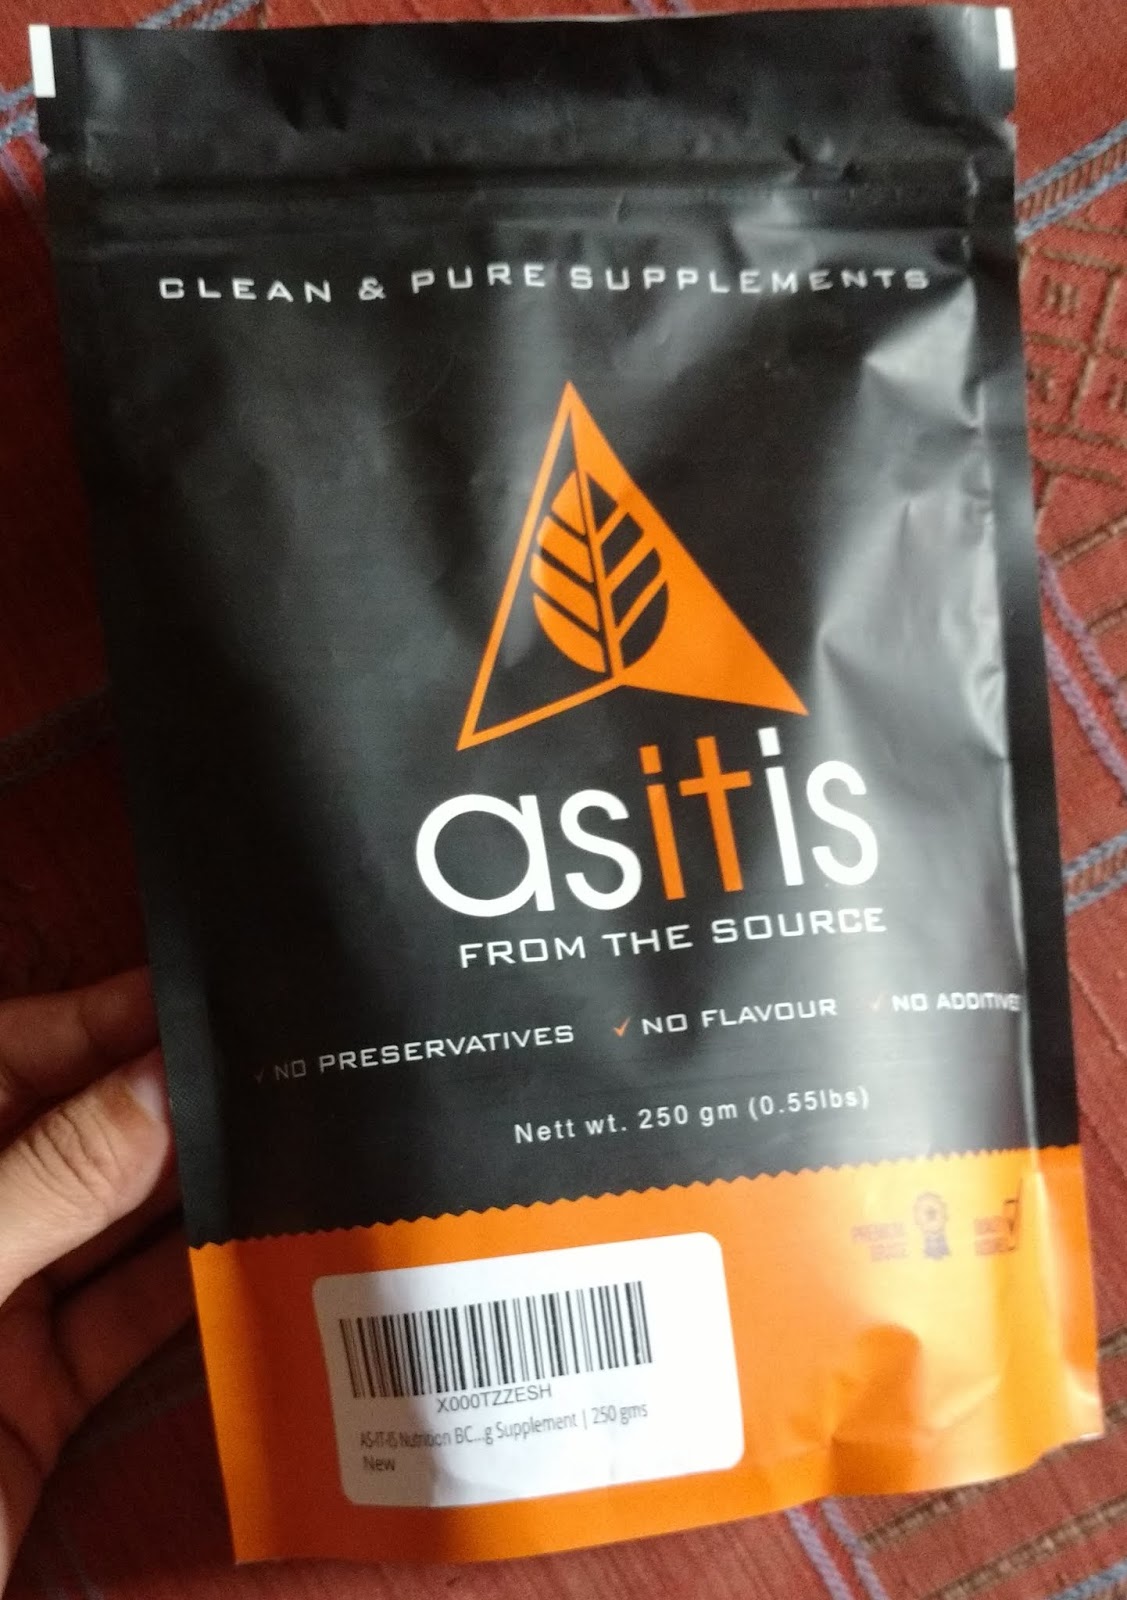 CLEAN & PURE SUPPLEMENTS
asitis
FROM THE SOURCE
✓ NO PRESERVATIVES ✓ NO FLAVOUR ✓ NO ADDITIVES
Nett wt. 250 gm (0.55lbs)
PREMIUM
X000TZZESH
AS-IT-IS Nutrition BC...g Supplement | 250 gms
New